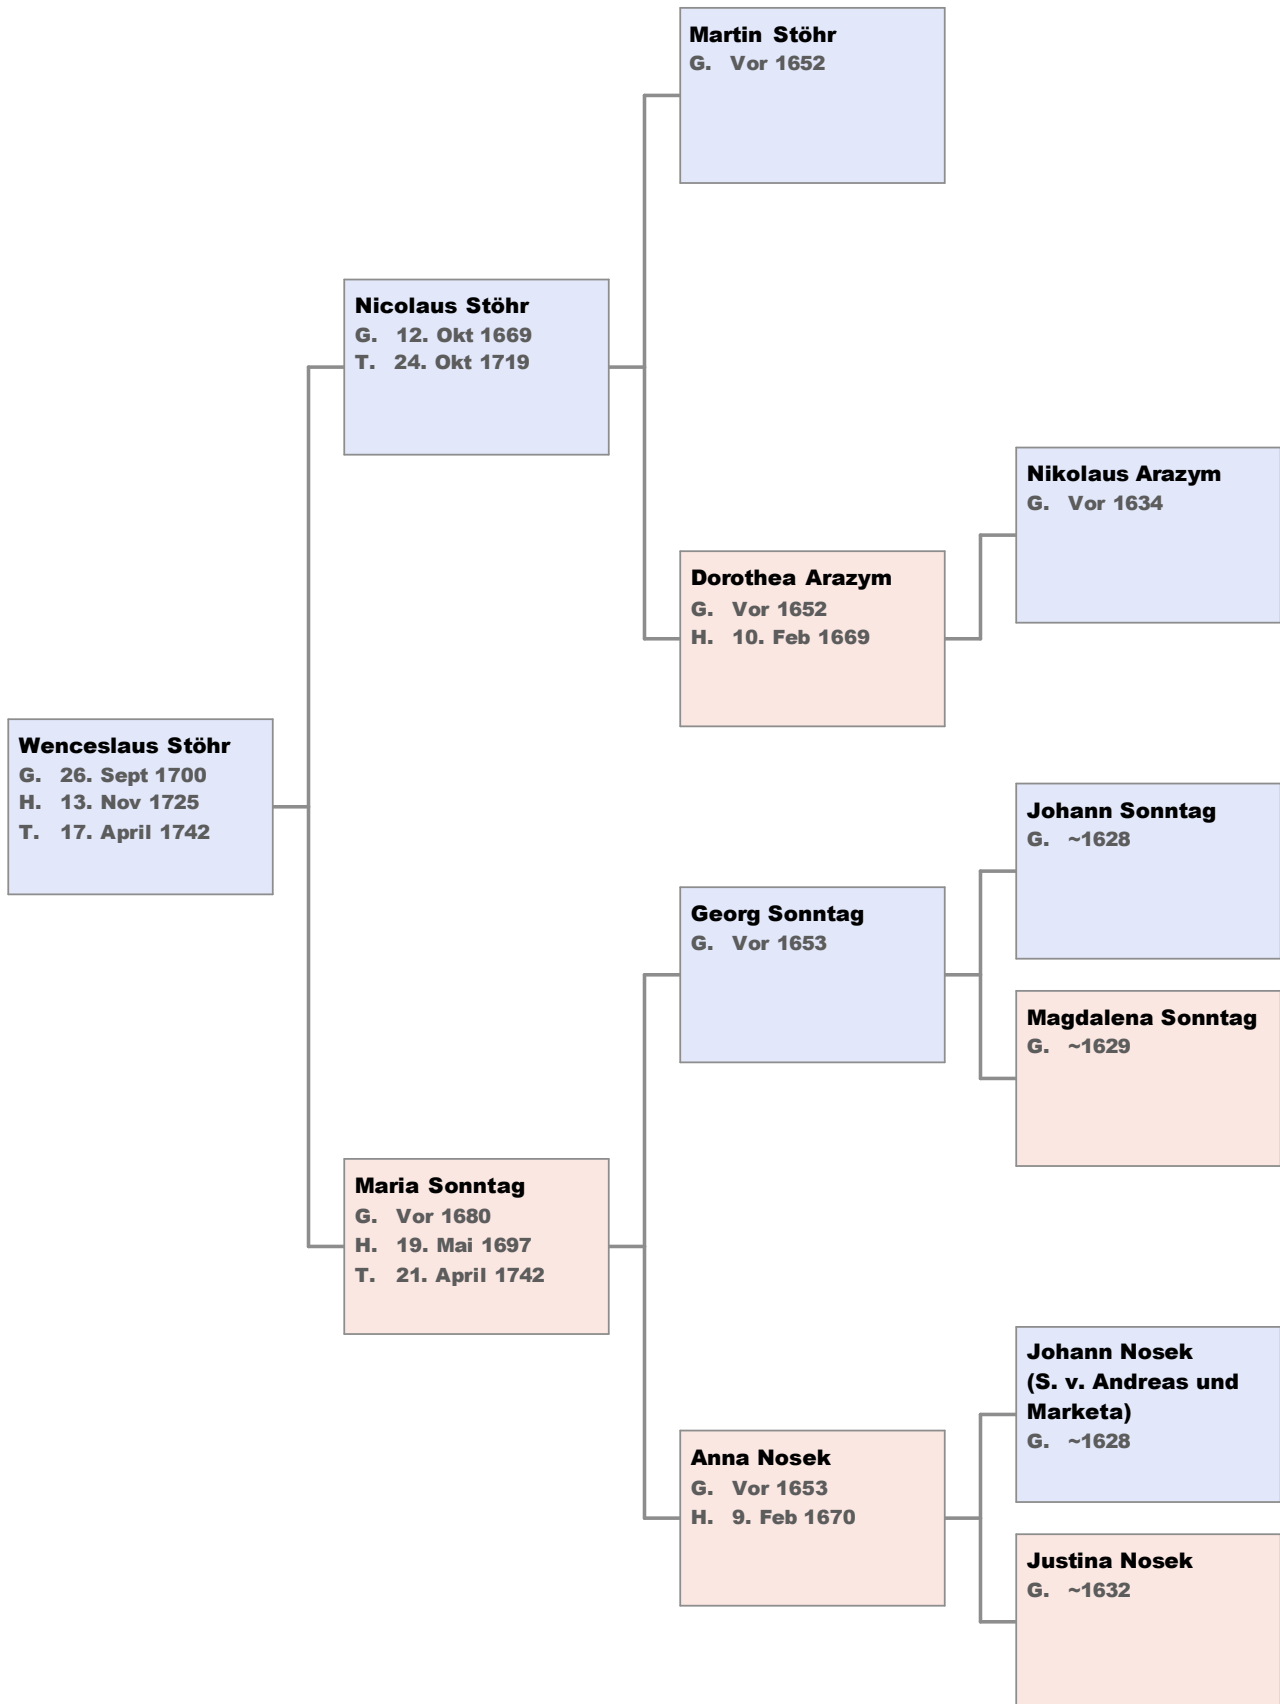 Martin Stöhr
G. Vor 1652
Nicolaus Stöhr
G. 12. Okt 1669
T. 24. Okt 1719
Nikolaus Arazym
G. Vor 1634
Dorothea Arazym
G. Vor 1652
H. 10. Feb 1669
Wenceslaus Stöhr
G. 26. Sept 1700
H. 13. Nov 1725
T. 17. April 1742
Johann Sonntag
G. ~1628
Georg Sonntag
G. Vor 1653
Magdalena Sonntag
G. ~1629
Maria Sonntag
G. Vor 1680
H. 19. Mai 1697
T. 21. April 1742
Johann Nosek
(S. v. Andreas und
Marketa)
G. ~1628
Anna Nosek
G. Vor 1653
H. 9. Feb 1670
Justina Nosek
G. ~1632